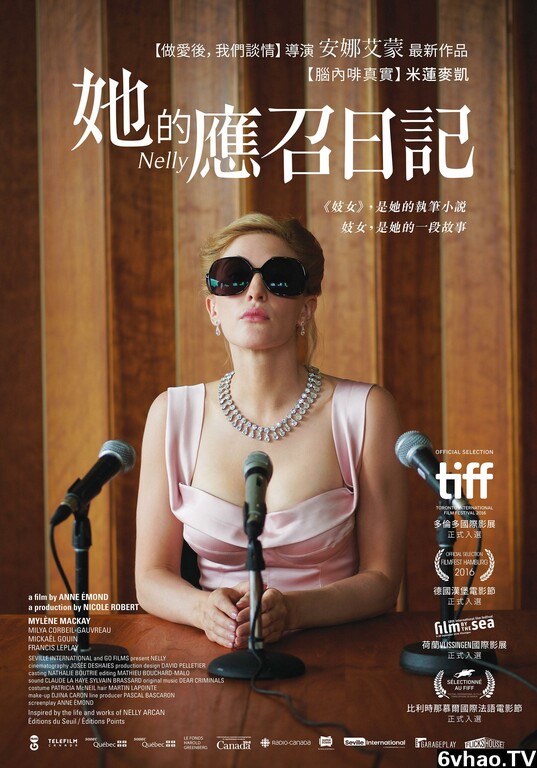 【做愛後，我們談情】導演 安娜艾蒙 最新作品
【腦內啡真實】米蓮麥凱
她的應召日記
Nelly
《妓女》，是她的執筆小說
妓女，是她的一段故事
OFFICIAL SELECTION
tiff
TORONTO INTERNATIONAL
FILM FESTIVAL 2016
多倫多國際影展
正式入選
OFFICIAL SELECTION
FILMFEST HAMBURG
2016
德國漢堡電影節
正式入選
film BY THE sea
荷蘭VLISSINGEN國際影展
正式入選
SÉLECTIONNÉ AU
FIFF
比利時那慕爾國際法語電影節
正式入選
a film by ANNE ÉMOND
a production by NICOLE ROBERT
MYLÈNE MACKAY
MILYA CORBEIL-GAUVREAU
MICKAËL GOUIN
FRANCIS LEPLAY
SEVILLE INTERNATIONAL and GO FILMS present NELLY
cinematography JOSÉE DESHAIES production design DAVID PELLETIER
casting NATHALIE BOUTRIE editing MATHIEU BOUCHARD-MALO
sound CLAUDE LA HAYE SYLVAIN BRASSARD original music DEAR CRIMINALS
costume PATRICIA McNEIL hair MARTIN LAPOINTE
make-up DJINA CARON line producer PASCAL BASCARON
screenplay ANNE ÉMOND
Inspired by the life and works of NELLY ARCAN
Éditions du Seuil / Éditions Points
GO TELEFILM CANADA Québec Québec LE FONDS HAROLD GREENBERG Canada RADIO-CANADA Seville International GARAGEPLAY FLICKSHOUSE!
6vhao.TV